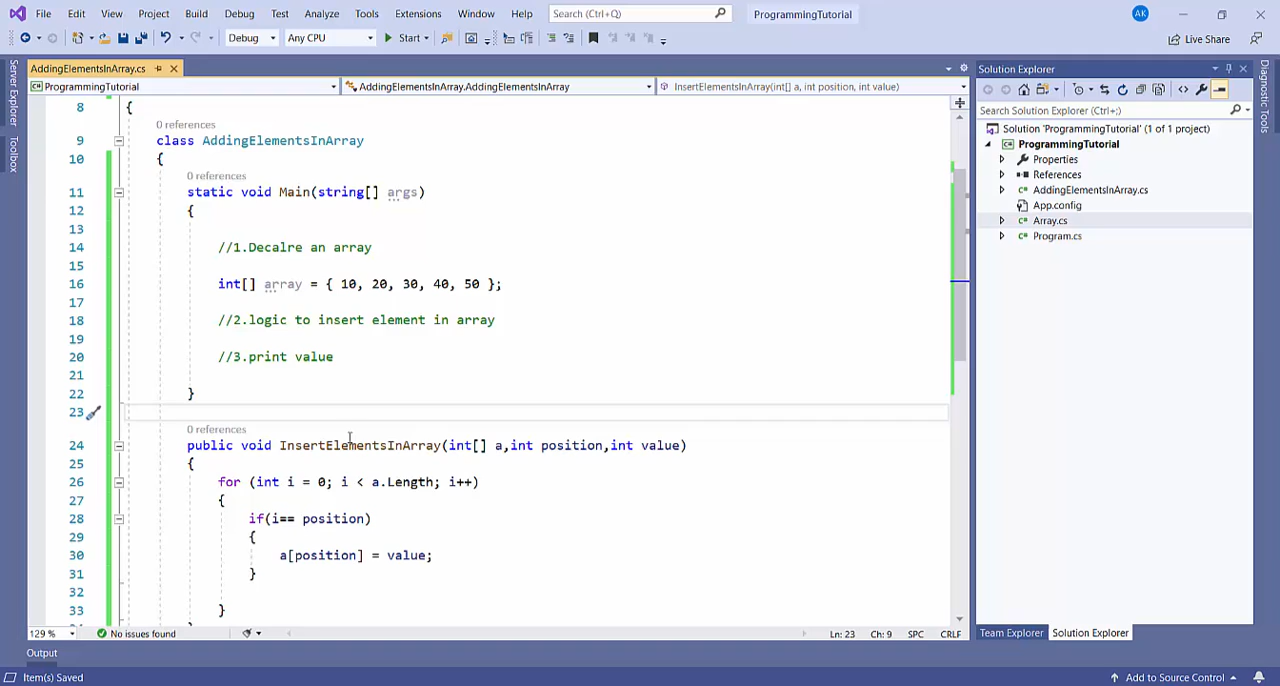 File Edit View Project Build Debug Test Analyze Tools Extensions Window Help Search (Ctrl+Q) ProgrammingTutorial AK
Debug Any CPU Start Live Share
AddingElementsInArray.cs
ProgrammingTutorial AddingElementsInArray.AddingElementsInArray InsertElementsInArray(int[] a, int position, int value)
Server Explorer
Toolbox
8 {
0 references
9 class AddingElementsInArray
10 {
0 references
11 static void Main(string[] args)
12 {
13
14 //1.Decalre an array
15
16 int[] array = { 10, 20, 30, 40, 50 };
17
18 //2.logic to insert element in array
19
20 //3.print value
21
22 }
23
0 references
24 public void InsertElementsInArray(int[] a,int position,int value)
25 {
26 for (int i = 0; i < a.Length; i++)
27 {
28 if(i== position)
29 {
30 a[position] = value;
31 }
32
33 }
129 % No issues found Ln: 23 Ch: 9 SPC CRLF
Solution Explorer
Search Solution Explorer (Ctrl+;)
Solution 'ProgrammingTutorial' (1 of 1 project)
ProgrammingTutorial
Properties
References
AddingElementsInArray.cs
App.config
Array.cs
Program.cs
Team Explorer Solution Explorer
Diagnostic Tools
Output
Item(s) Saved Add to Source Control